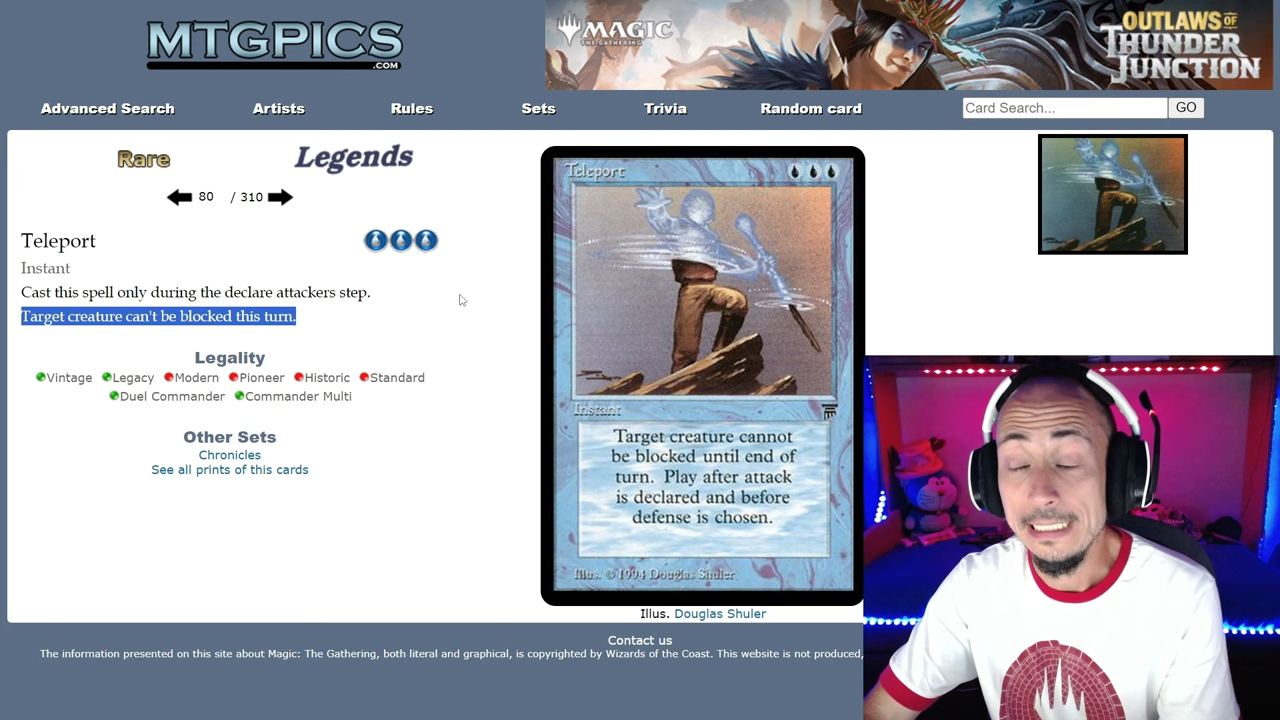 MTGPICS
.COM
MAGIC
THE GATHERING
OUTLAWS OF
THUNDER
JUNCTION
Advanced Search
Artists
Rules
Sets
Trivia
Random card
Card Search...
GO
Rare
Legends
80 / 310
Teleport
Instant
Cast this spell only during the declare attackers step.
Target creature can't be blocked this turn.
Legality
Vintage Legacy Modern Pioneer Historic Standard
Duel Commander Commander Multi
Other Sets
Chronicles
See all prints of this cards
Teleport
Instant
Target creature cannot
be blocked until end of
turn. Play after attack
is declared and before
defense is chosen.
Illus. © 1994 Douglas Shuler
Illus. Douglas Shuler
Contact us
The information presented on this site about Magic: The Gathering, both literal and graphical, is copyrighted by Wizards of the Coast. This website is not produced,